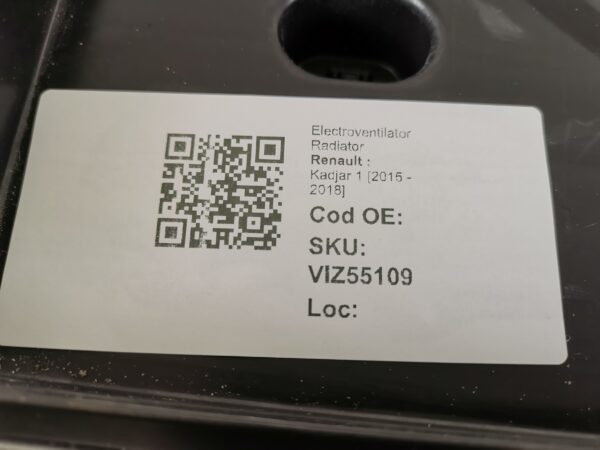 Electroventilator
Radiator
Renault :
Kadjar 1 [2015 -
2018]
Cod OE:
SKU:
VIZ55109
Loc: